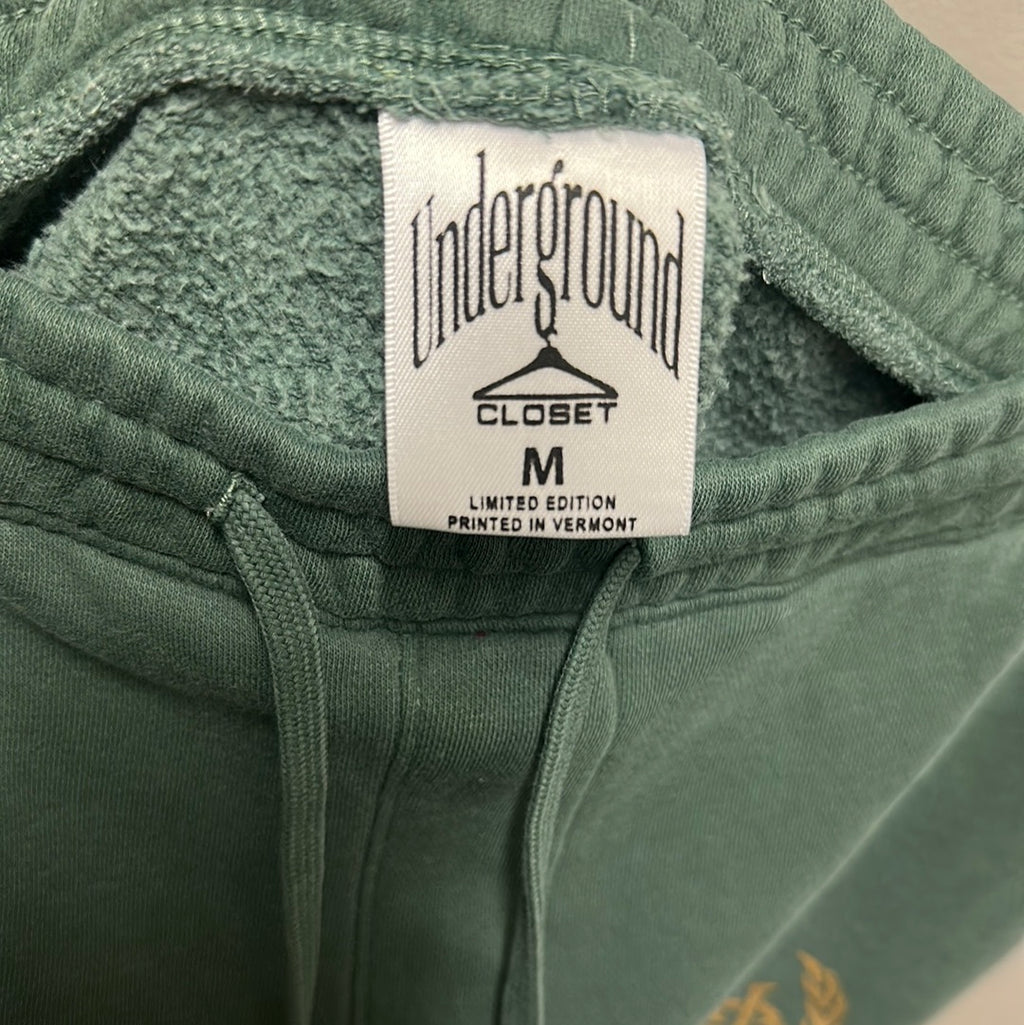 Underground
CLOSET
M
LIMITED EDITION
PRINTED IN VERMONT